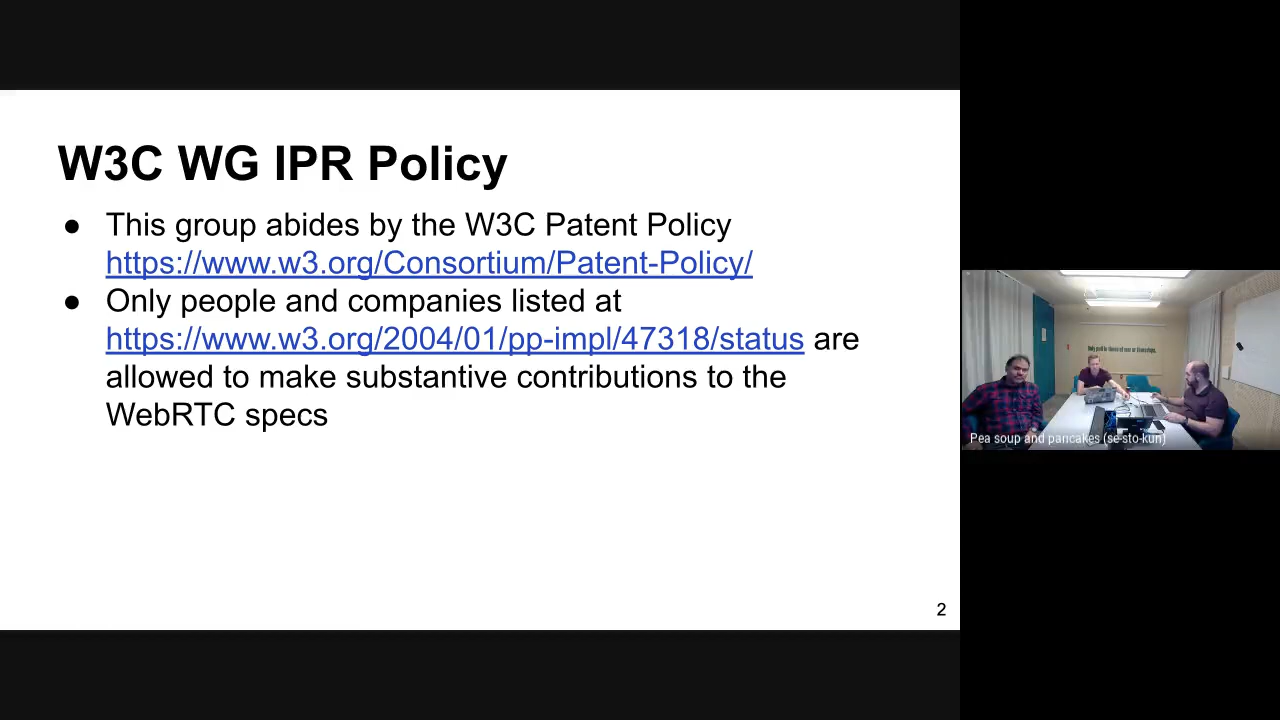 W3C WG IPR Policy
● This group abides by the W3C Patent Policy
https://www.w3.org/Consortium/Patent-Policy/
● Only people and companies listed at
https://www.w3.org/2004/01/pp-impl/47318/status are
allowed to make substantive contributions to the
WebRTC specs
2
Pea soup and pancakes (se-sto-kun)